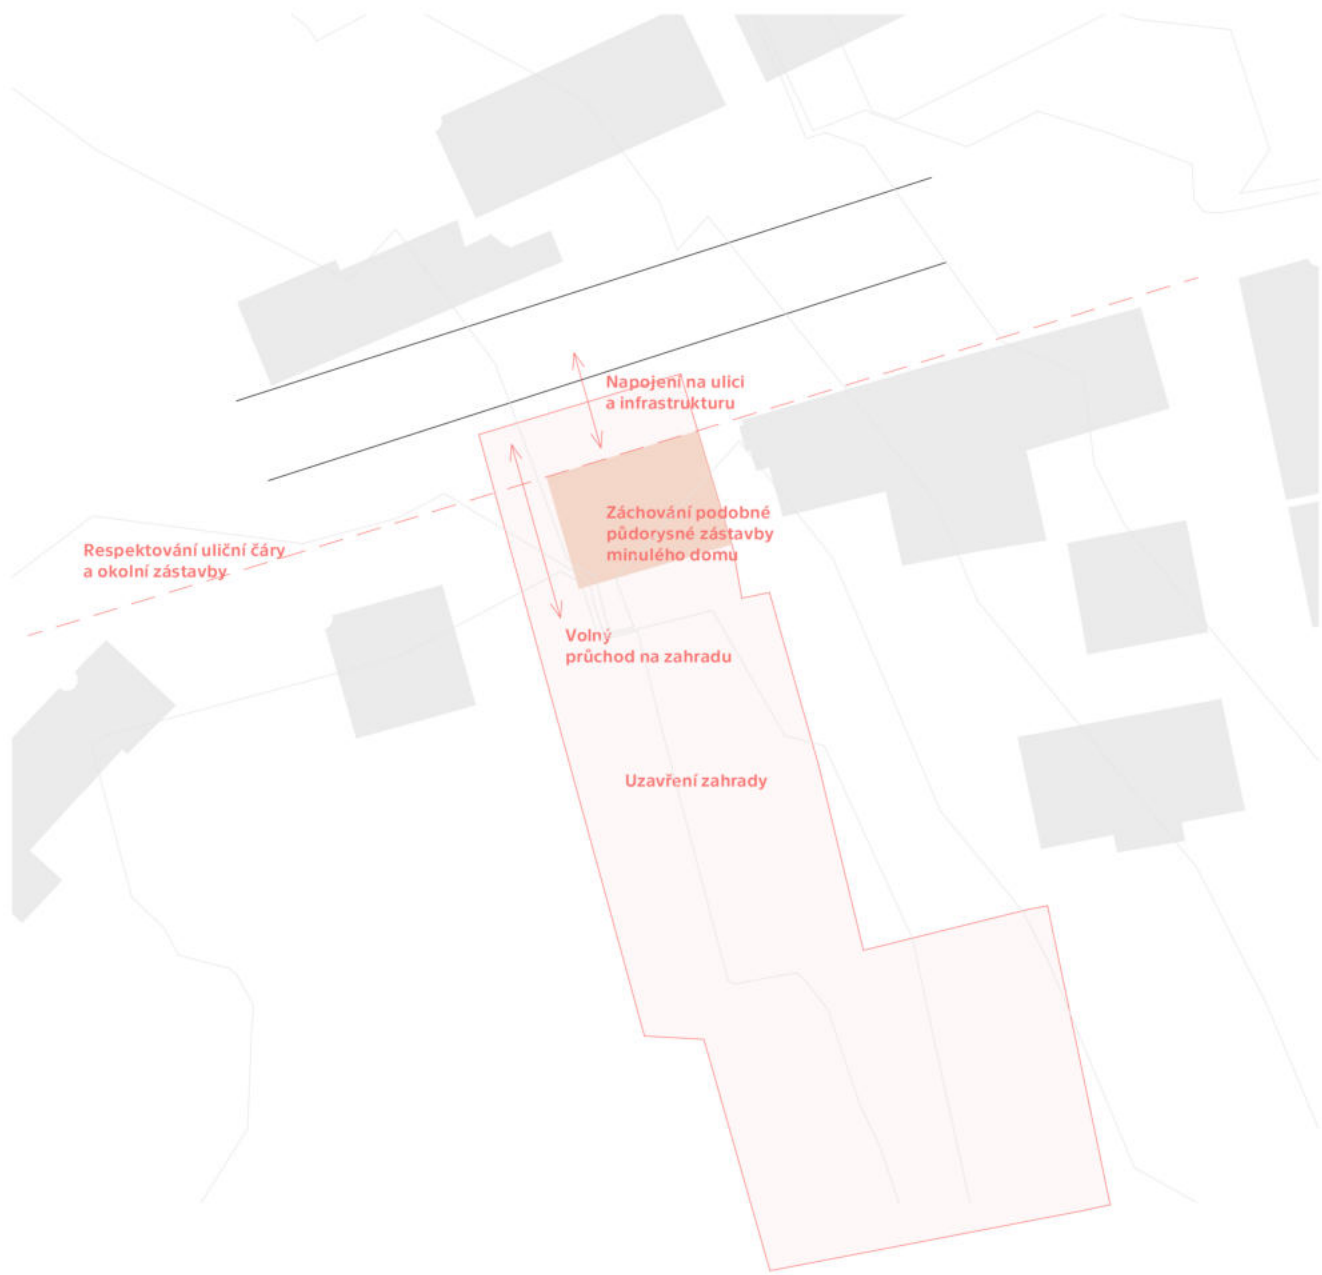 Napojení na ulici
a infrastrukturu
Záchování podobné
půdorysné zástavby
minulého domu
Respektování uliční čáry
a okolní zástavby
Volný
průchod na zahradu
Uzavření zahrady